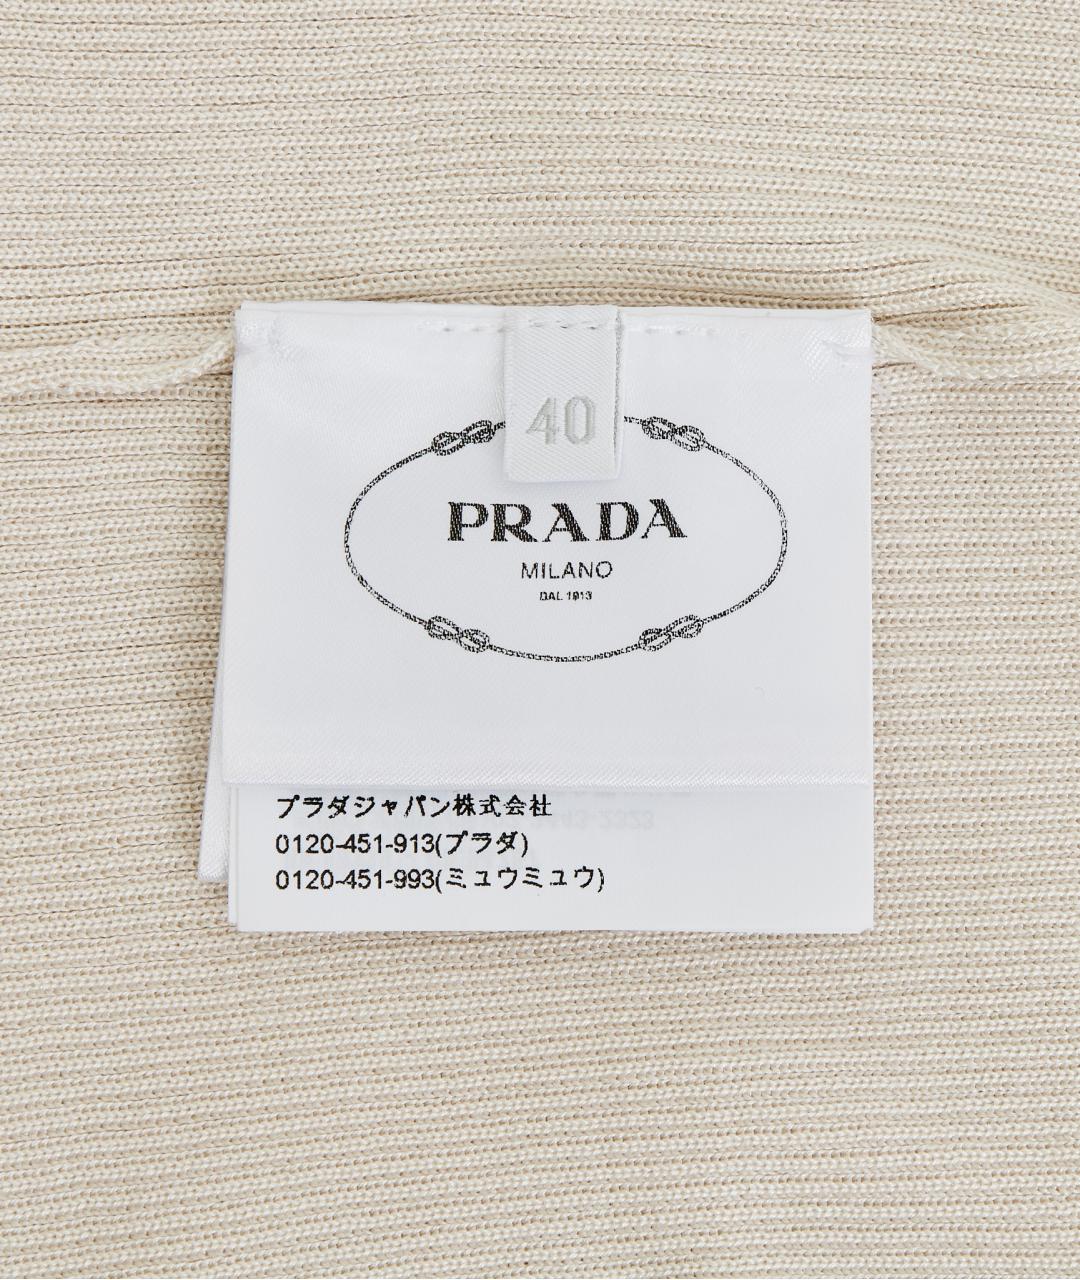 40
PRADA
MILANO
DAL 1913
プラダジャパン株式会社
0120-451-913(プラダ)
0120-451-993(ミュウミュウ)